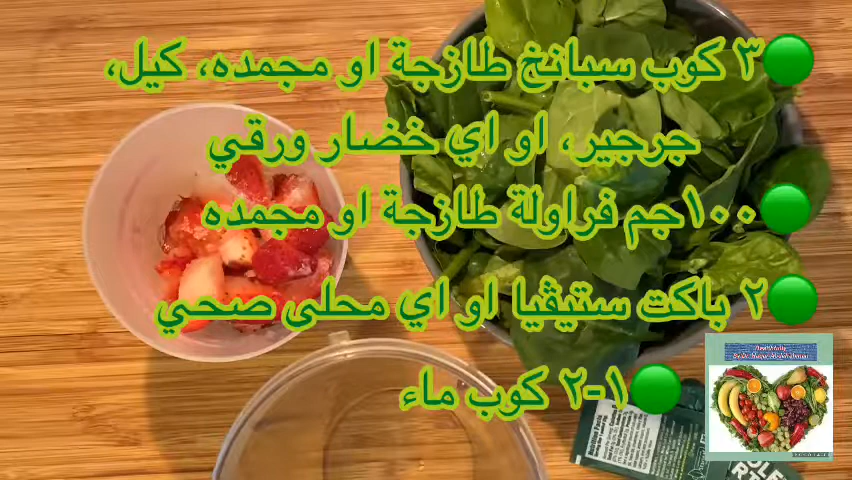 ٣ كوب سبانخ طازجة او مجمده، كيل،
جرجير، او اي خضار ورقي
١٠٠جم فراولة طازجة او مجمده
٢ باكت ستيڤيا او اي محلى صحي
١-٢ كوب ماء
Healthfully